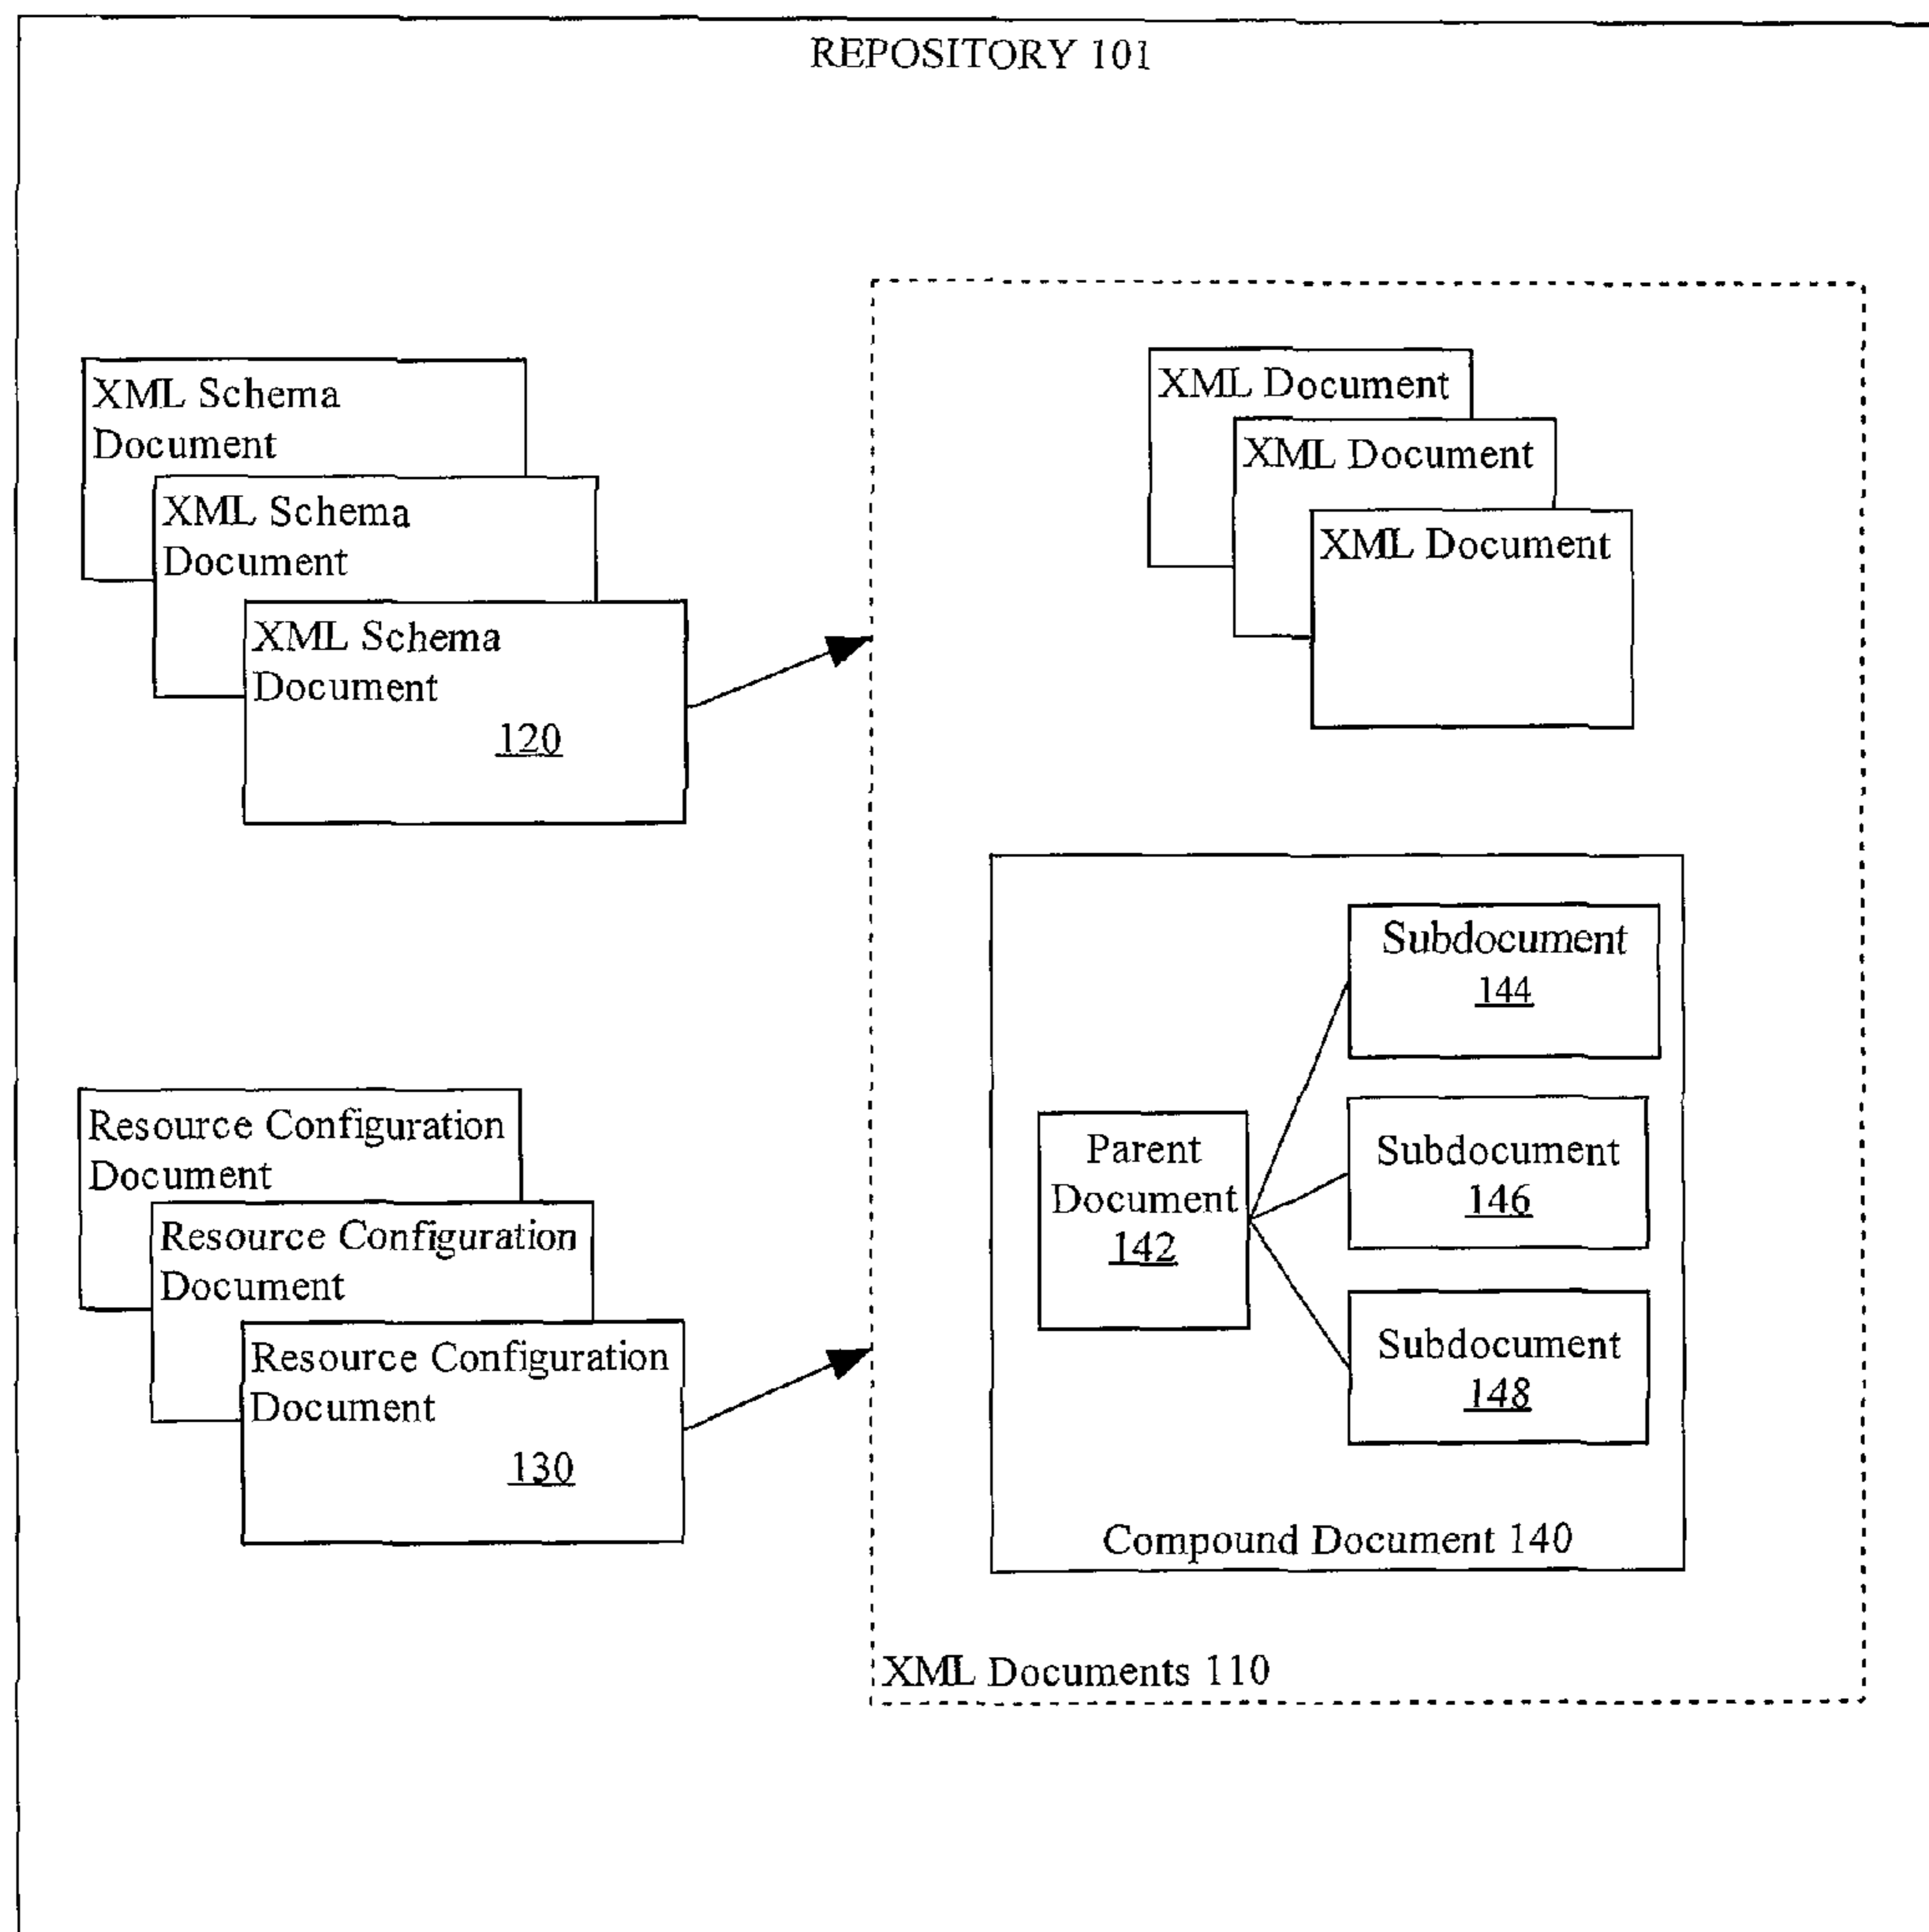 REPOSITORY 101
XML Schema
Document
XML Schema
Document
XML Schema
Document
120
Resource Configuration
Document
Resource Configuration
Document
Resource Configuration
Document
130
XML Document
XML Document
XML Document
Subdocument
144
Parent
Document
142
Subdocument
146
Subdocument
148
Compound Document 140
XML Documents 110